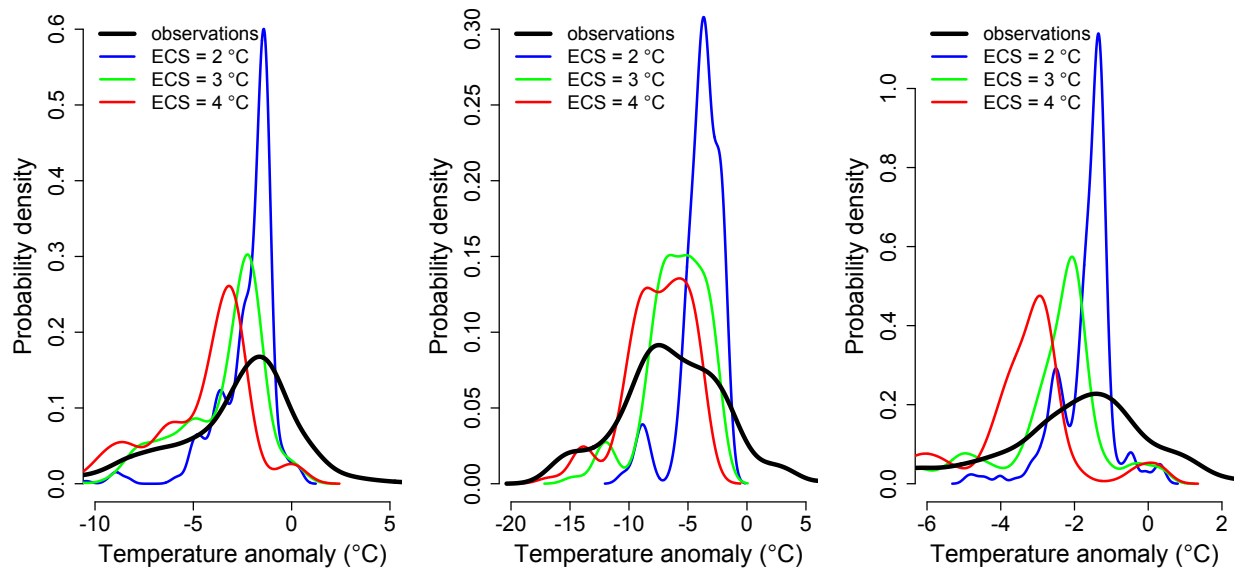 observations
ECS = 2 °C
ECS = 3 °C
ECS = 4 °C
Probability density
0.0 0.1 0.2 0.3 0.4 0.5 0.6
-10 -5 0 5
Temperature anomaly (°C)
observations
ECS = 2 °C
ECS = 3 °C
ECS = 4 °C
Probability density
0.00 0.05 0.10 0.15 0.20 0.25 0.30
-20 -15 -10 -5 0 5
Temperature anomaly (°C)
observations
ECS = 2 °C
ECS = 3 °C
ECS = 4 °C
Probability density
0.0 0.2 0.4 0.6 0.8 1.0
-6 -4 -2 0 2
Temperature anomaly (°C)